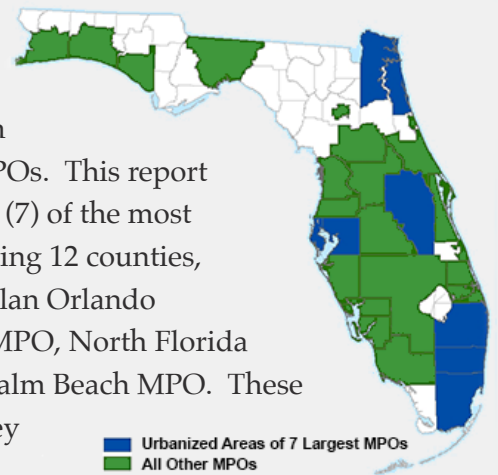 n
POs. This report
(7) of the most
ing 12 counties,
lan Orlando
MPO, North Florida
alm Beach MPO. These
ey
Urbanized Areas of 7 Largest MPOs
All Other MPOs